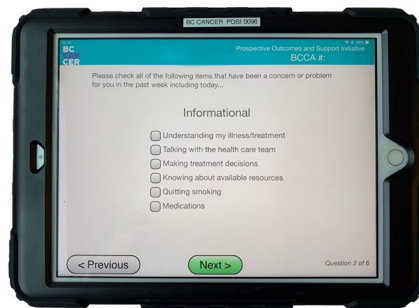 BC CANCER POSI 0096
BC
CAN
CER
Prospective Outcomes and Support Initiative
BCCA #:
Please check all of the following items that have been a concern or problem
for you in the past week including today...
Informational
Understanding my illness/treatment
Talking with the health care team
Making treatment decisions
Knowing about available resources
Quitting smoking
Medications
< Previous
Next >
Question 2 of 6